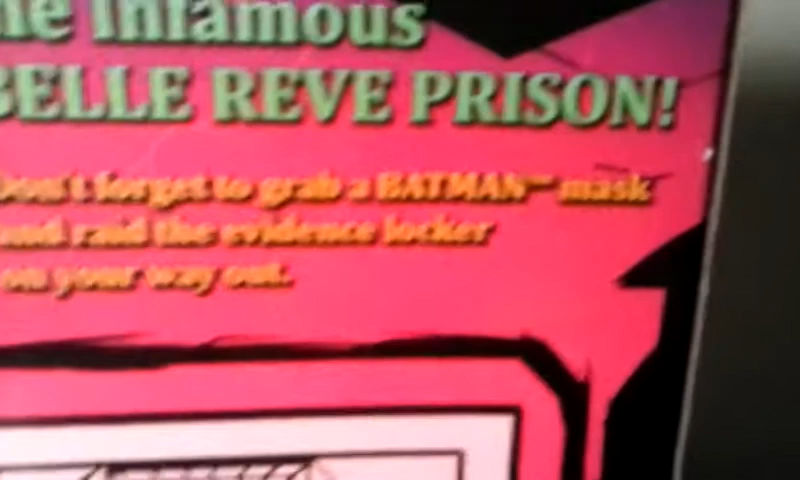 the Infamous
BELLE REVE PRISON!
Don't forget to grab a BATMAN™ mask
and raid the evidence locker
on your way out.